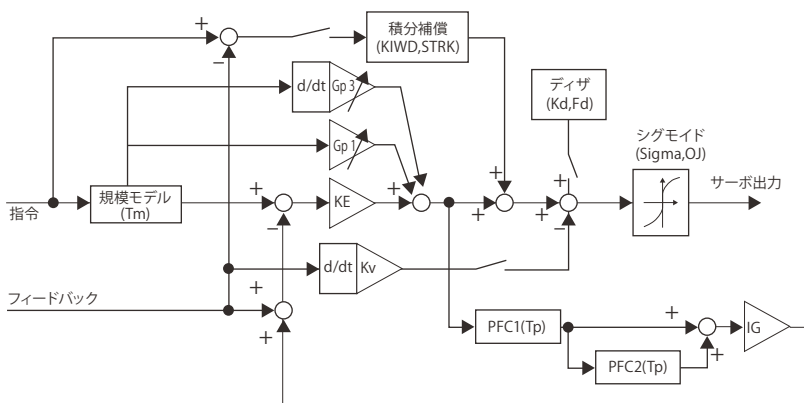 +
−
積分補償
(KIWD,STRK)
d/dt
Gp 3
ディザ
(Kd,Fd)
Gp 1
シグモイド
(Sigma,OJ)
サーボ出力
指令
規模モデル
(Tm)
+
−
KE
+
+
+
+
+
−
d/dt
Kv
フィードバック
+
+
PFC1(Tp)
+
PFC2(Tp)
+
IG